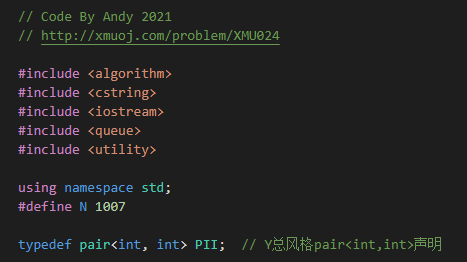 // Code By Andy 2021
// http://xmuoj.com/problem/XMU024
#include <algorithm>
#include <cstring>
#include <iostream>
#include <queue>
#include <utility>
using namespace std;
#define N 1007
typedef pair<int, int> PII;  // Y总风格pair<int,int>声明